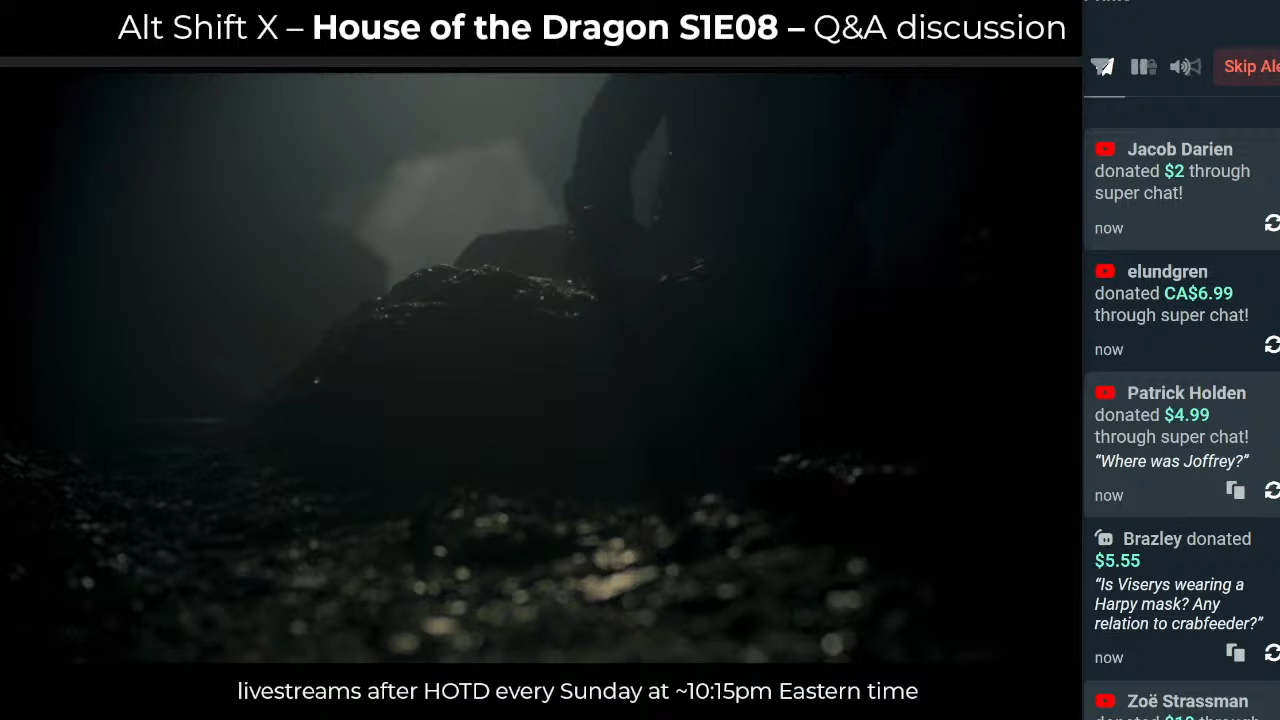 Alt Shift X – House of the Dragon S1E08 – Q&A discussion
Skip Ale
Jacob Darien
donated $2 through
super chat!
now
elundgren
donated CA$6.99
through super chat!
now
Patrick Holden
donated $4.99
through super chat!
“Where was Joffrey?”
now
Brazley donated
$5.55
“Is Viserys wearing a
Harpy mask? Any
relation to crabfeeder?”
now
Zoë Strassman
livestreams after HOTD every Sunday at ~10:15pm Eastern time